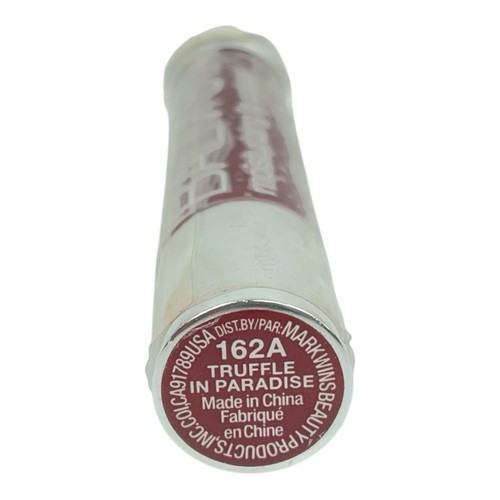 DIST.BY/PAR: MARKWINS BEAUTY PRODUCTS, INC. COI, CA 91789 USA
162A
TRUFFLE
IN PARADISE
Made in China
Fabriqué
en Chine